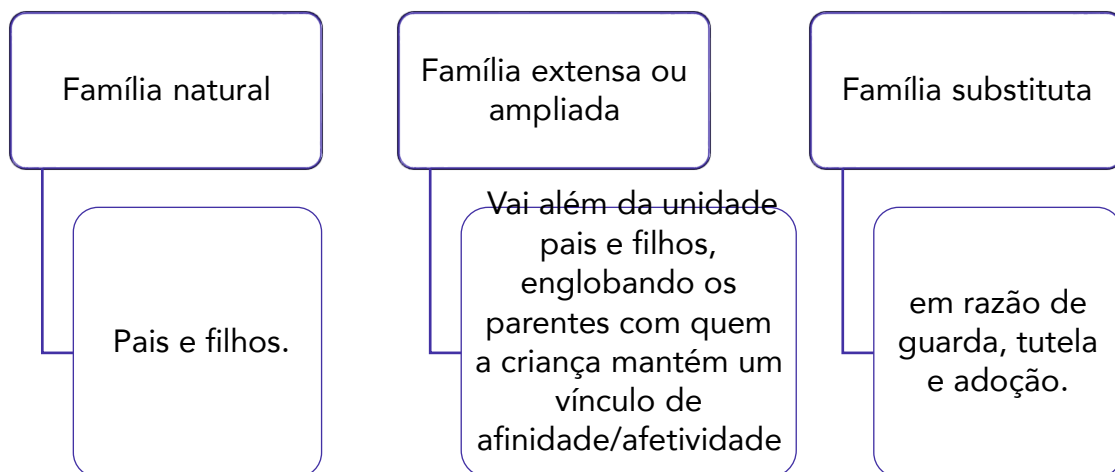 Família natural
Pais e filhos.
Família extensa ou
ampliada
Vai além da unidade
pais e filhos,
englobando os
parentes com quem
a criança mantém um
vínculo de
afinidade/afetividade
Família substituta
em razão de
guarda, tutela
e adoção.